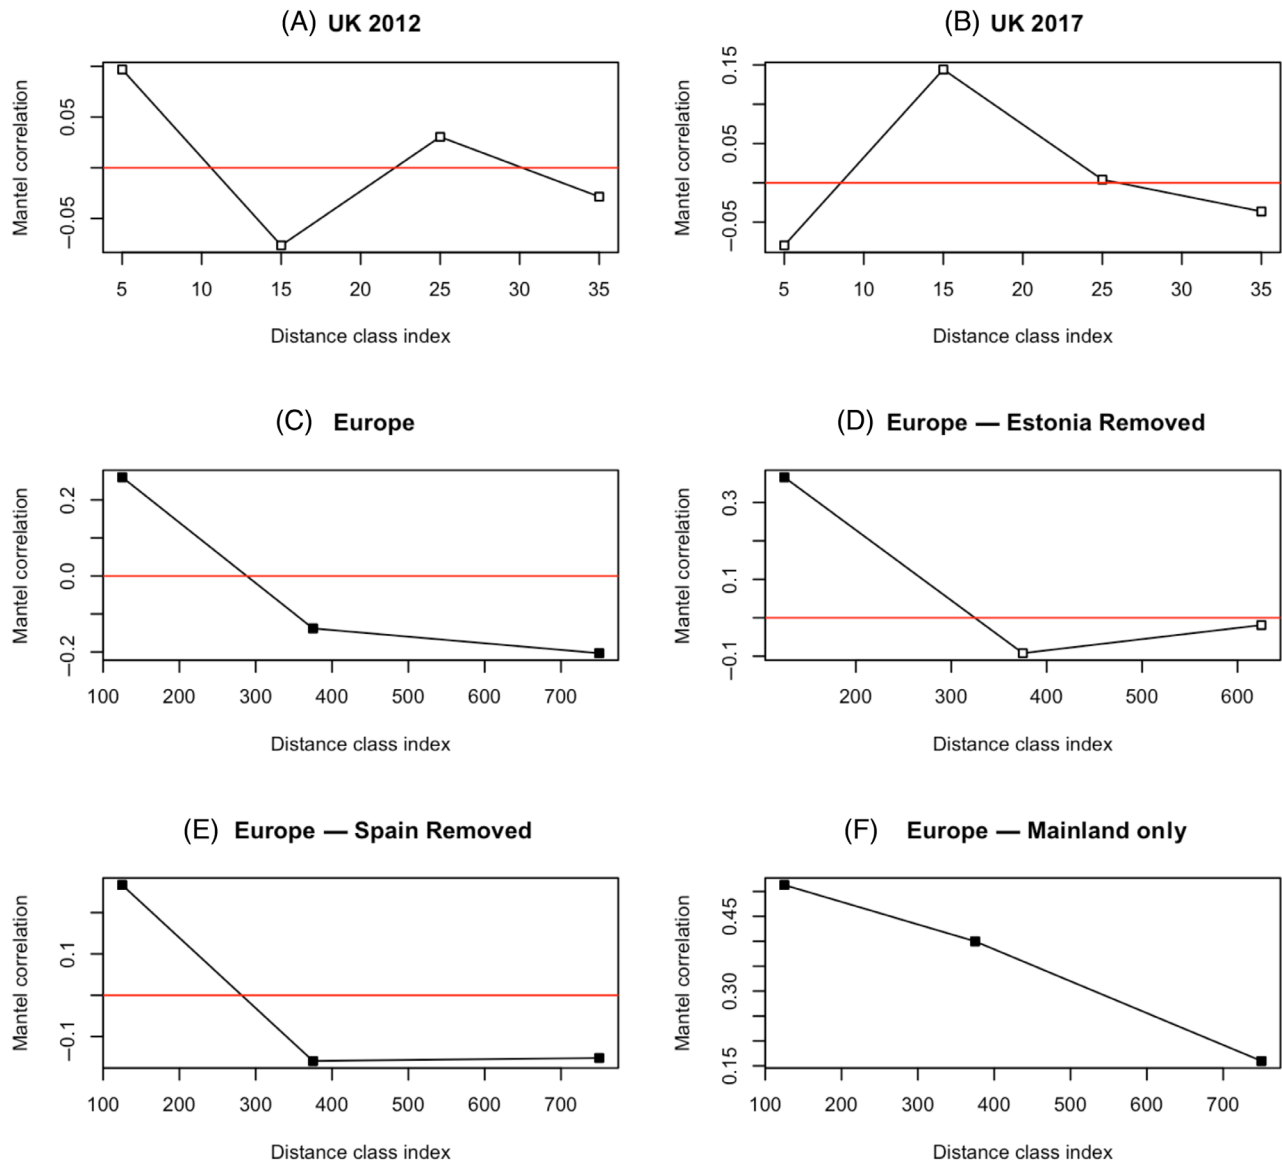 (A) UK 2012
Mantel correlation
0.05
−0.05
5 10 15 20 25 30 35
Distance class index
(B) UK 2017
Mantel correlation
0.15
0.05
−0.05
5 10 15 20 25 30 35
Distance class index
(C) Europe
Mantel correlation
0.2
0.0
−0.2
100 200 300 400 500 600 700
Distance class index
(D) Europe — Estonia Removed
Mantel correlation
0.3
0.1
−0.1
200 300 400 500 600
Distance class index
(E) Europe — Spain Removed
Mantel correlation
0.1
−0.1
100 200 300 400 500 600 700
Distance class index
(F) Europe — Mainland only
Mantel correlation
0.45
0.30
0.15
100 200 300 400 500 600 700
Distance class index